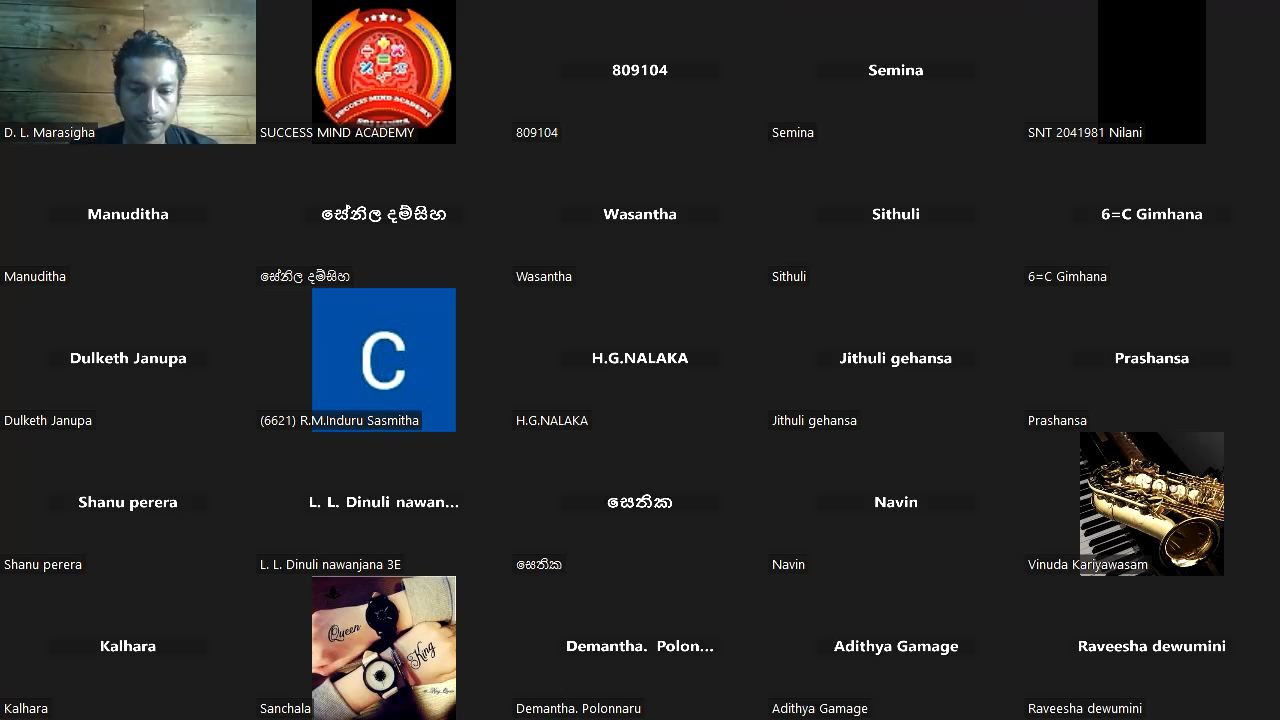 D. L. Marasigha
SUCCESS MIND ACADEMY
SUCCESS MIND ACADEMY
809104
809104
Semina
Semina
SNT 2041981 Nilani
Manuditha
Manuditha
සේනිල දම්සිහ
සේනිල දම්සිහ
Wasantha
Wasantha
Sithuli
Sithuli
6=C Gimhana
6=C Gimhana
Dulketh Janupa
Dulketh Janupa
C
(6621) R.M.Induru Sasmitha
H.G.NALAKA
H.G.NALAKA
Jithuli gehansa
Jithuli gehansa
Prashansa
Prashansa
Shanu perera
Shanu perera
L. L. Dinuli nawan...
L. L. Dinuli nawanjana 3E
සෙතික
සෙතික
Navin
Navin
Vinuda Kariyawasam
Kalhara
Kalhara
Queen
King
Sanchala
Demantha. Polon...
Demantha. Polonnaru
Adithya Gamage
Adithya Gamage
Raveesha dewumini
Raveesha dewumini